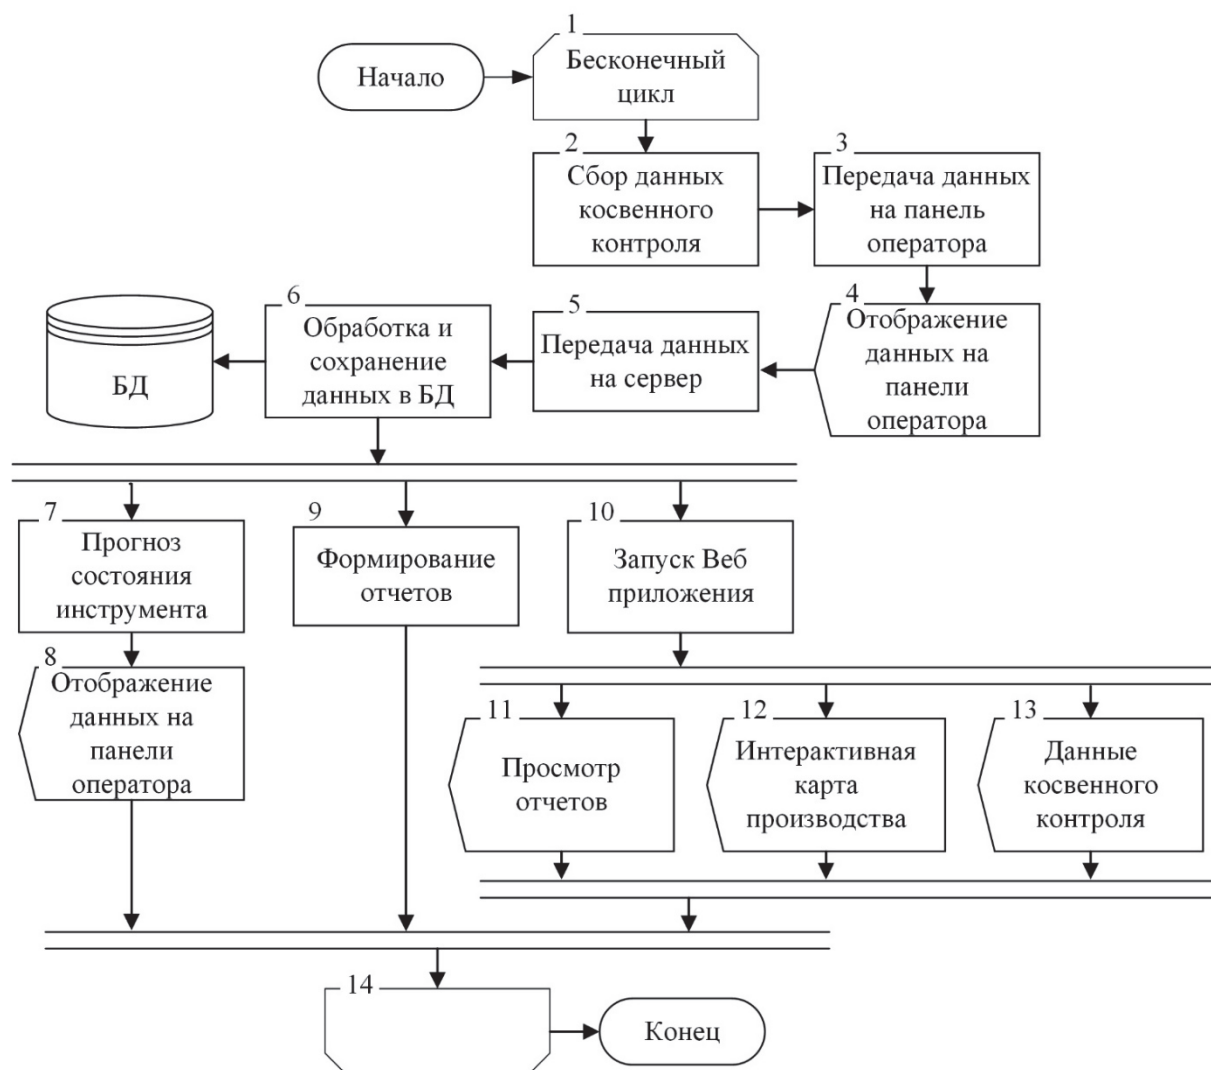 Начало
1
Бесконечный
цикл
2
Сбор данных
косвенного
контроля
3
Передача данных
на панель
оператора
4
Отображение
данных на
панели
оператора
5
Передача данных
на сервер
6
Обработка и
сохранение
данных в БД
БД
7
Прогноз
состояния
инструмента
8
Отображение
данных на
панели
оператора
9
Формирование
отчетов
10
Запуск Веб
приложения
11
Просмотр
отчетов
12
Интерактивная
карта
производства
13
Данные
косвенного
контроля
14
Конец